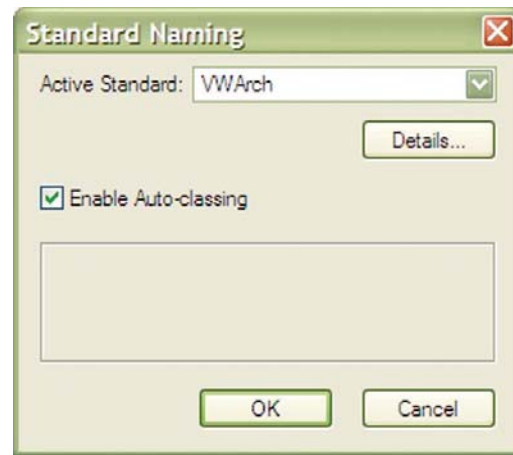 Standard Naming
Active Standard: VWArch
Details...
Enable Auto-classing
OK Cancel